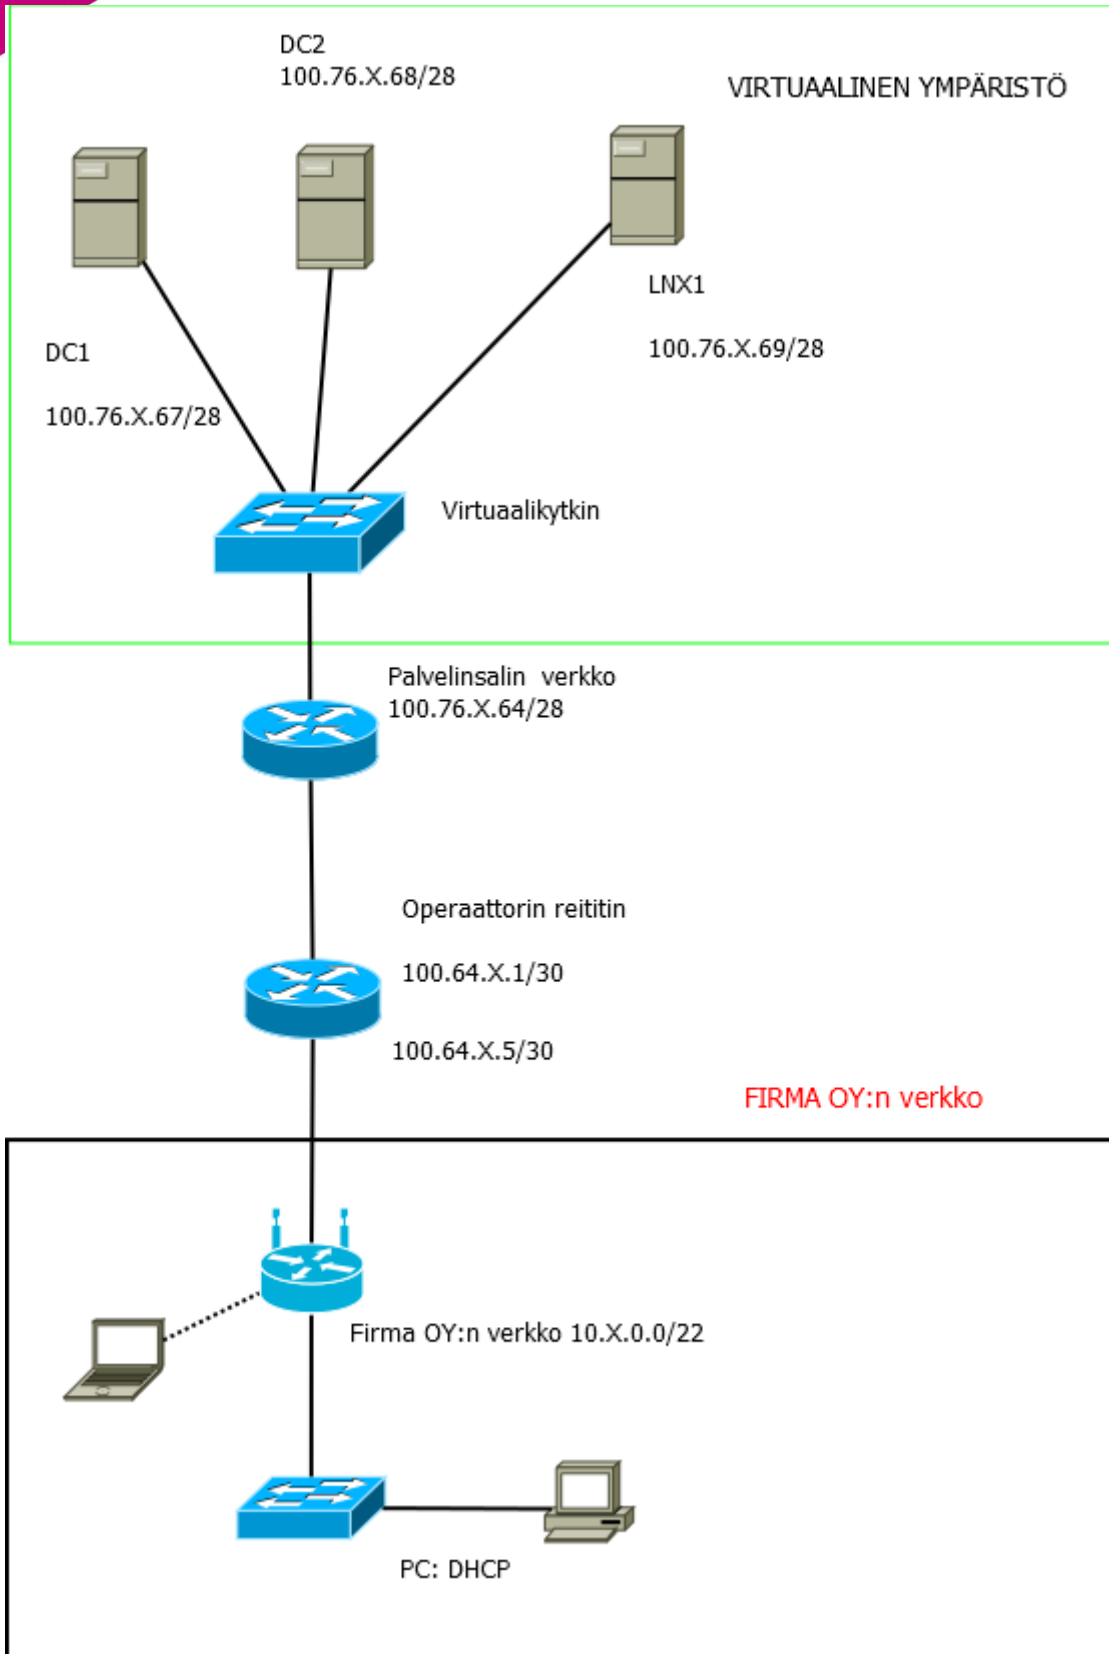 DC2
100.76.X.68/28
VIRTUAALINEN YMPÄRISTÖ
LNX1
100.76.X.69/28
DC1
100.76.X.67/28
Virtuaalikytkin
Palvelinsalin verkko
100.76.X.64/28
Operaattorin reititin
100.64.X.1/30
100.64.X.5/30
FIRMA OY:n verkko
Firma OY:n verkko 10.X.0.0/22
PC: DHCP